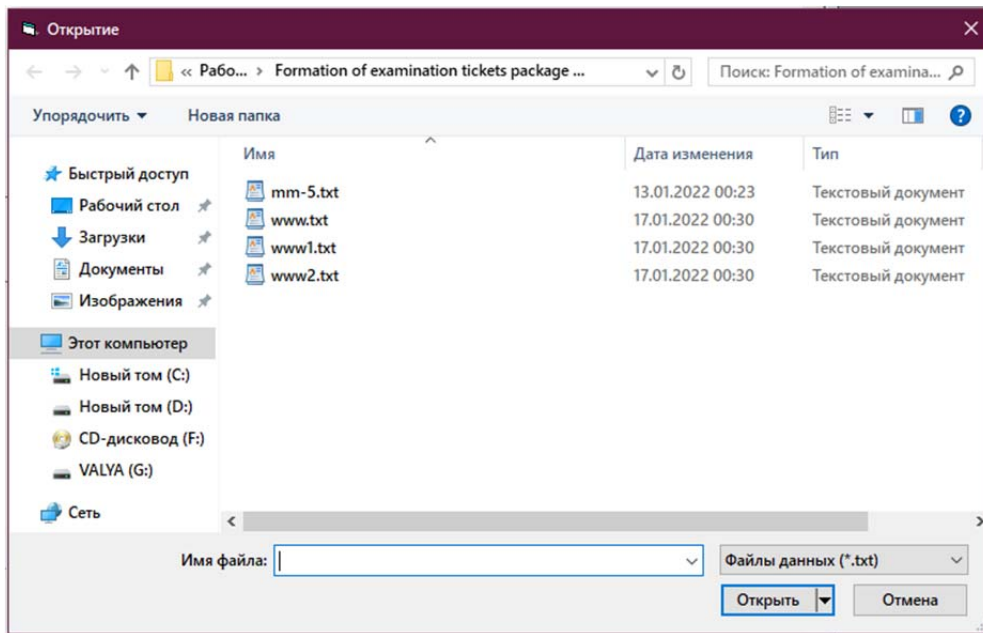 Открытие
« Рабо... › Formation of examination tickets package ...
Поиск: Formation of examina...
Упорядочить
Новая папка
Быстрый доступ
Рабочий стол
Загрузки
Документы
Изображения
Этот компьютер
Новый том (C:)
Новый том (D:)
CD-дисковод (F:)
VALYA (G:)
Сеть
Имя Дата изменения Тип
mm-5.txt 13.01.2022 00:23 Текстовый документ
www.txt 17.01.2022 00:30 Текстовый документ
www1.txt 17.01.2022 00:30 Текстовый документ
www2.txt 17.01.2022 00:30 Текстовый документ
Имя файла:
Файлы данных (*.txt)
Открыть
Отмена